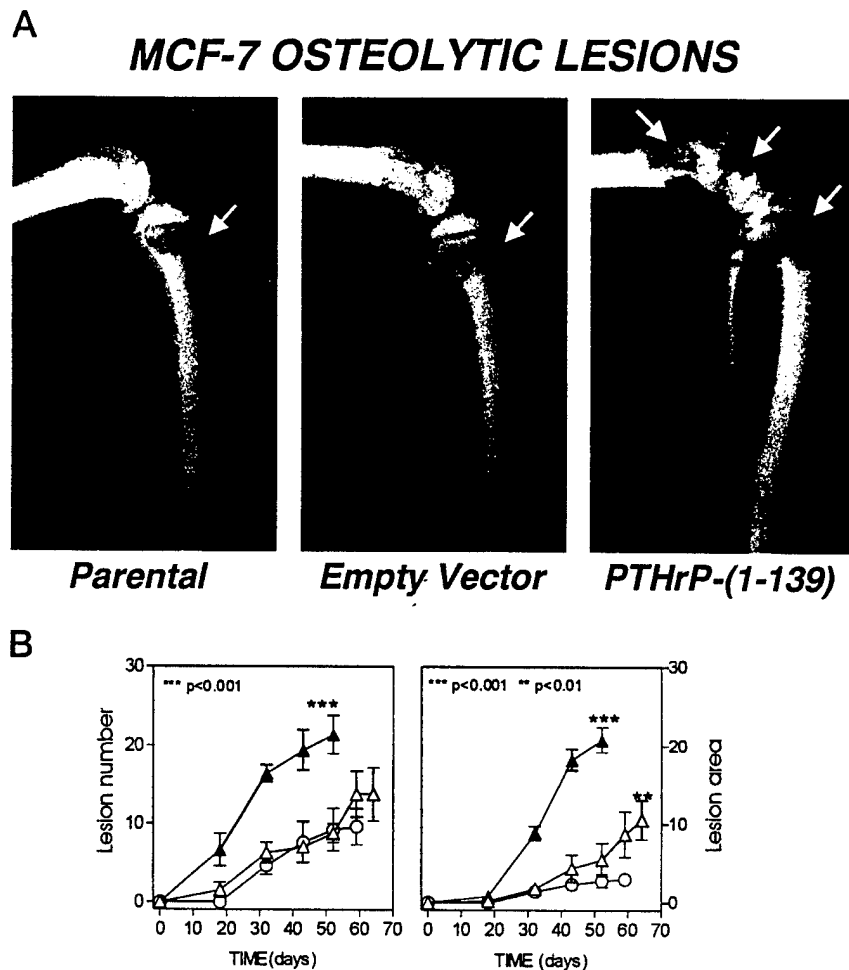 A
MCF-7 OSTEOLYTIC LESIONS
Parental
Empty Vector
PTHrP-(1-139)
B
*** p<0.001
***
Lesion number
30
20
10
0
0 10 20 30 40 50 60 70
TIME(days)
*** p<0.001 ** p<0.01
***
**
30
20
10
0
Lesion area
0 10 20 30 40 50 60 70
TIME (days)